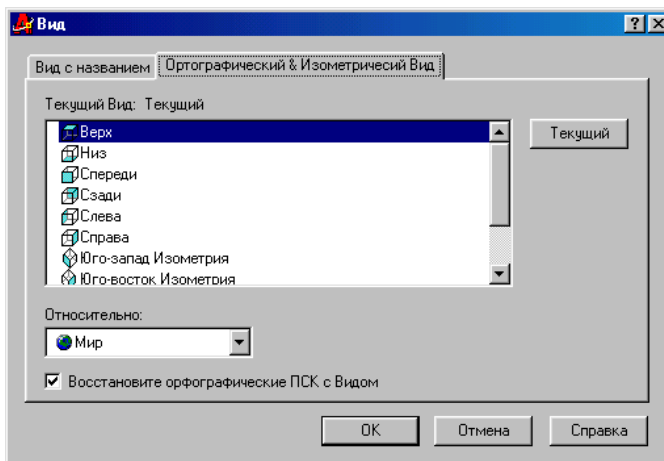 Вид
Вид с названием Ортографический & Изометричесий Вид
Текущий Вид: Текущий
Верх
Текущий
Низ
Спереди
Сзади
Слева
Справа
Юго-запад Изометрия
Юго-восток Изометрия
Относительно:
Мир
Восстановите орфографические ПСК с Видом
OK Отмена Справка